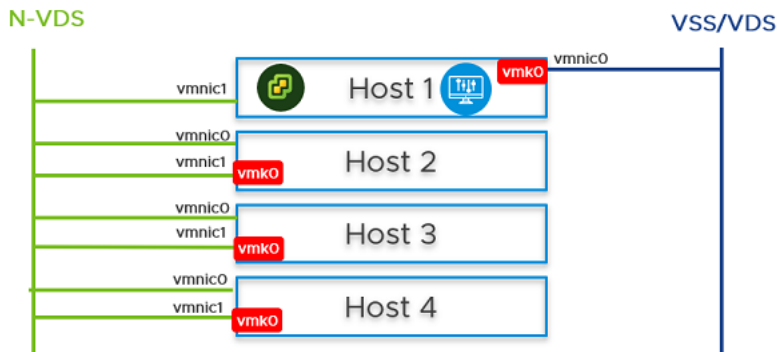 N-VDS
VSS/VDS
vmnic1
Host 1
vmk0
vmnic0
vmnic0
vmnic1
vmk0
Host 2
vmnic0
vmnic1
vmk0
Host 3
vmnic0
vmnic1
vmk0
Host 4